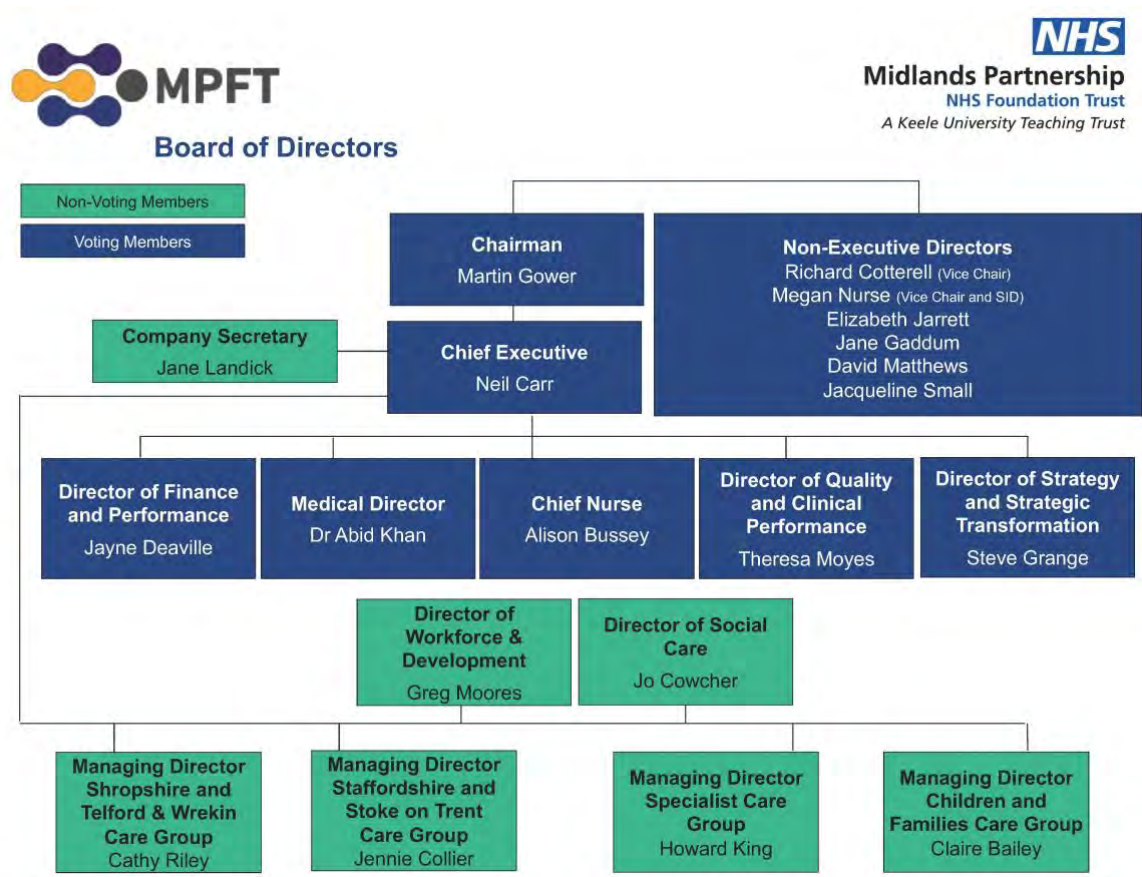 MPFT
NHS
Midlands Partnership
NHS Foundation Trust
A Keele University Teaching Trust
Board of Directors
Non-Voting Members
Voting Members
Chairman
Martin Gower
Non-Executive Directors
Richard Cotterell (Vice Chair)
Megan Nurse (Vice Chair and SID)
Elizabeth Jarrett
Jane Gaddum
David Matthews
Jacqueline Small
Company Secretary
Jane Landick
Chief Executive
Neil Carr
Director of Finance
and Performance
Jayne Deaville
Medical Director
Dr Abid Khan
Chief Nurse
Alison Bussey
Director of Quality
and Clinical
Performance
Theresa Moyes
Director of Strategy
and Strategic
Transformation
Steve Grange
Director of
Workforce &
Development
Greg Moores
Director of Social
Care
Jo Cowcher
Managing Director
Shropshire and
Telford & Wrekin
Care Group
Cathy Riley
Managing Director
Staffordshire and
Stoke on Trent
Care Group
Jennie Collier
Managing Director
Specialist Care
Group
Howard King
Managing Director
Children and
Families Care Group
Claire Bailey